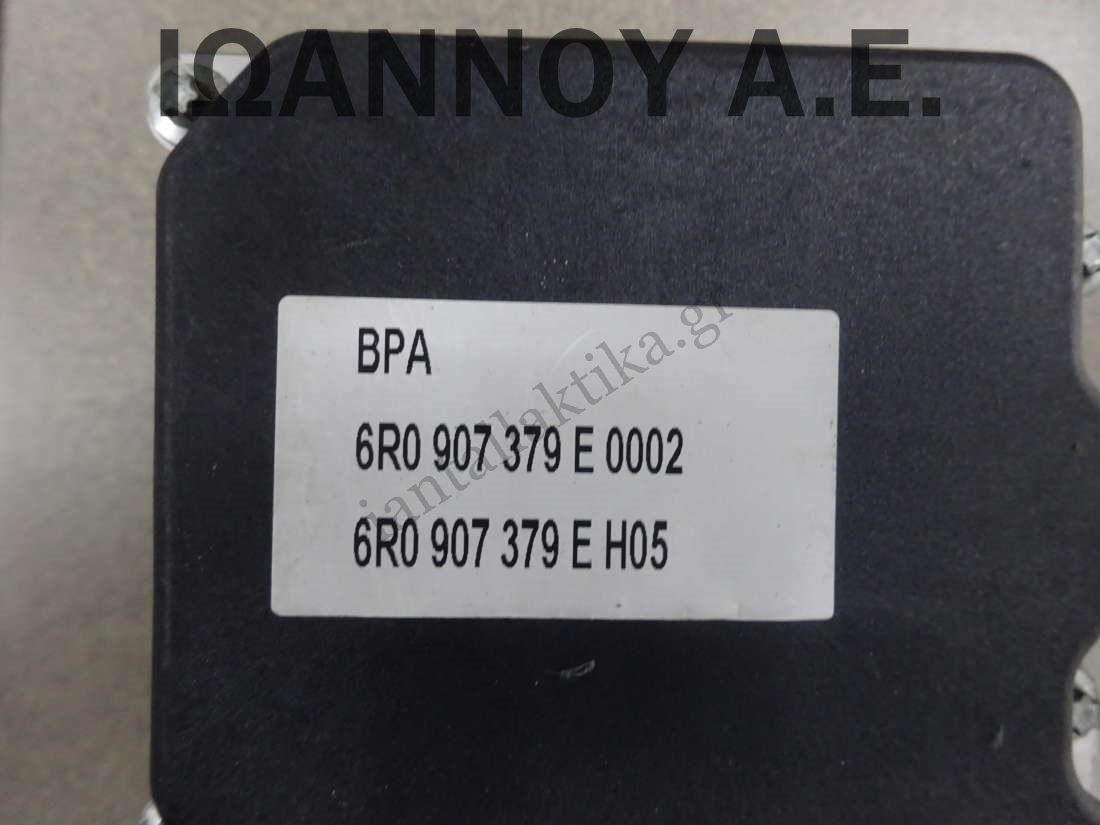 ΙΩΑΝΝΟΥ Α.Ε.
BPA
6R0 907 379 E 0002
6R0 907 379 E H05
iantallaktika.gr